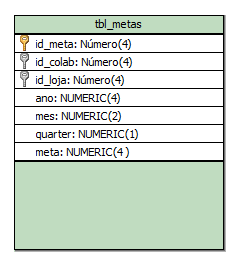 tbl_metas
id_meta: Número(4)
id_colab: Número(4)
id_loja: Número(4)
ano: NUMERIC(4)
mes: NUMERIC(2)
quarter: NUMERIC(1)
meta: NUMERIC(4 )